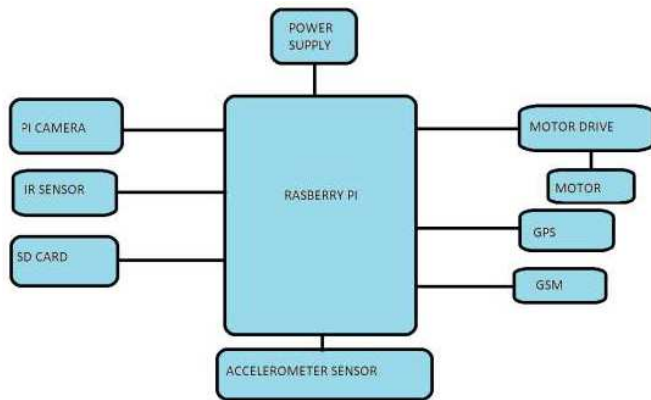 POWER
SUPPLY
PI CAMERA
MOTOR DRIVE
IR SENSOR
RASBERRY PI
MOTOR
GPS
SD CARD
GSM
ACCELEROMETER SENSOR